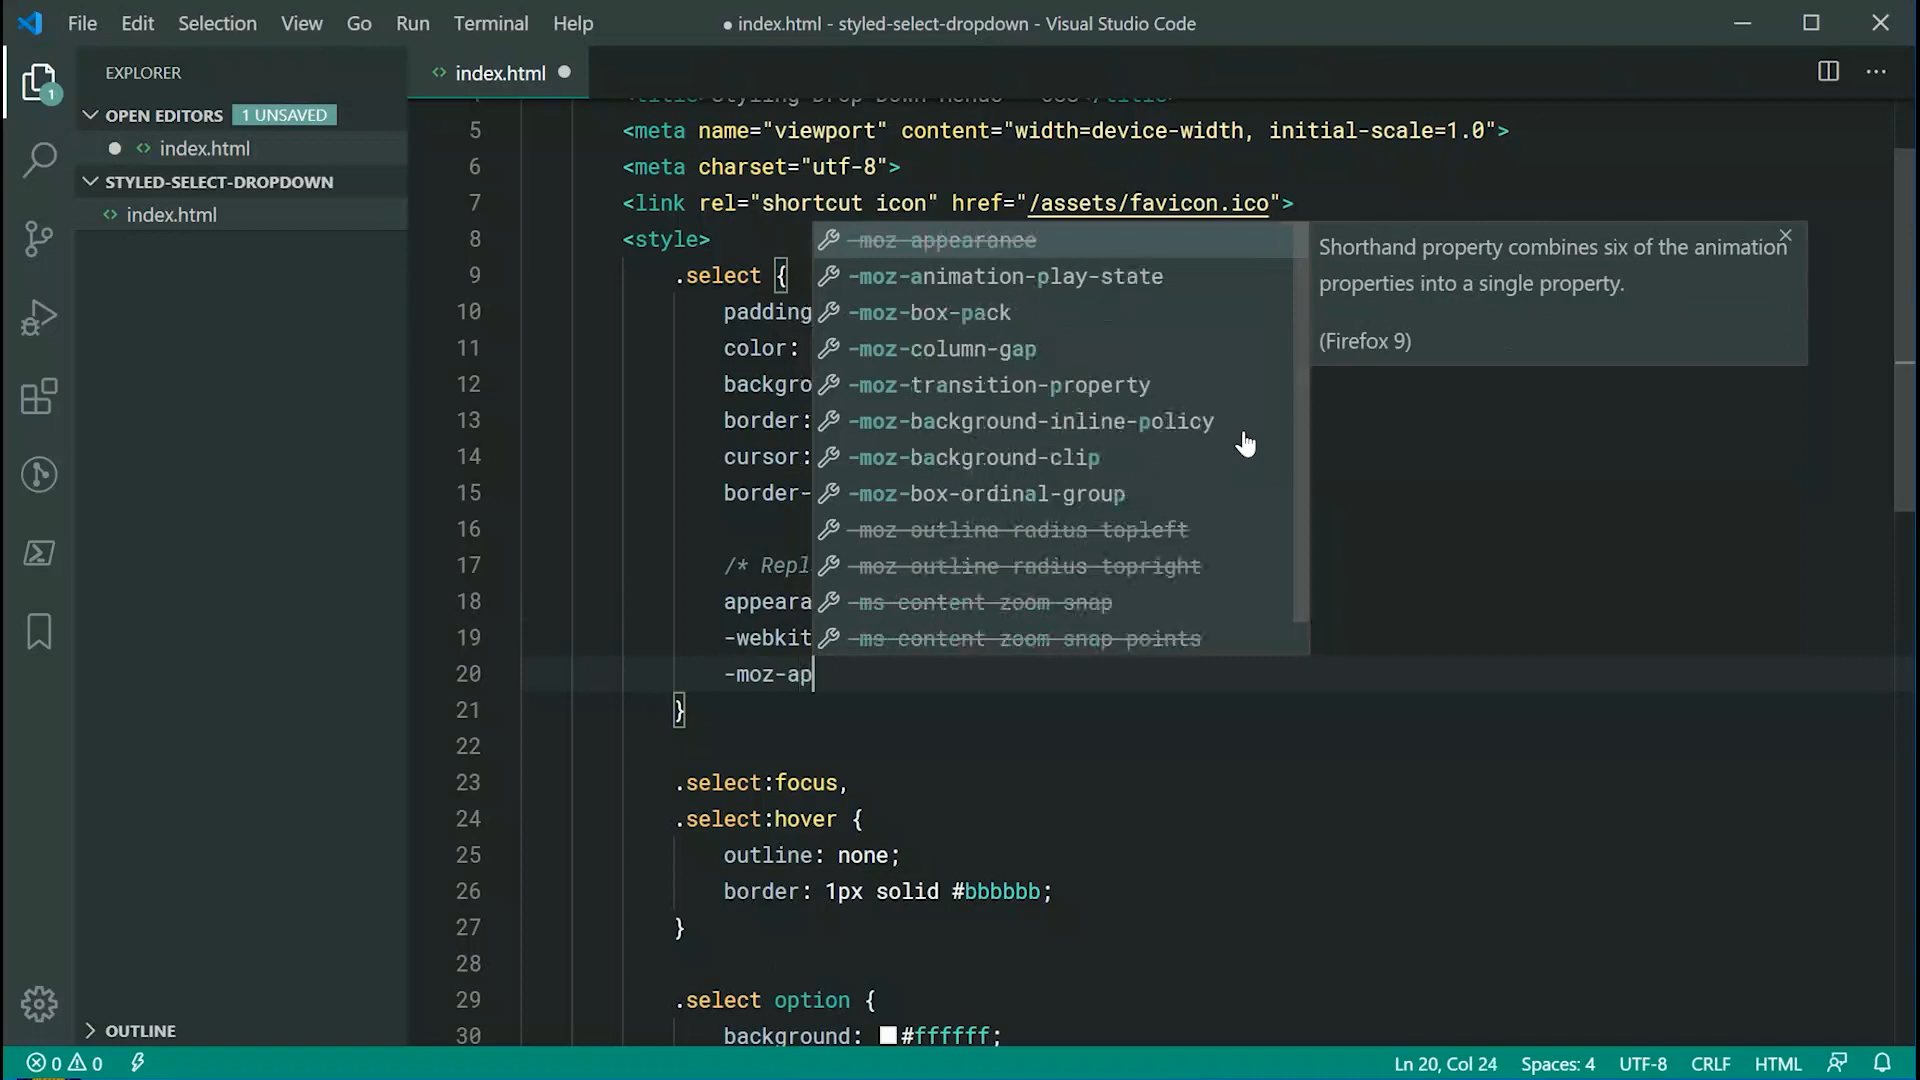 File Edit Selection View Go Run Terminal Help
● index.html - styled-select-dropdown - Visual Studio Code
EXPLORER
1
OPEN EDITORS 1 UNSAVED
index.html
STYLED-SELECT-DROPDOWN
index.html
OUTLINE
index.html
5 <meta name="viewport" content="width=device-width, initial-scale=1.0">
6 <meta charset="utf-8">
7 <link rel="shortcut icon" href="/assets/favicon.ico">
8 <style>
9 .select {
10 padding
11 color:
12 backgro
13 border:
14 cursor:
15 border-
16
17 /* Repl
18 appeara
19 -webkit
20 -moz-ap
21 }
22
23 .select:focus,
24 .select:hover {
25 outline: none;
26 border: 1px solid #bbbbbb;
27 }
28
29 .select option {
30 background: #ffffff;
-moz-appearance
-moz-animation-play-state
-moz-box-pack
-moz-column-gap
-moz-transition-property
-moz-background-inline-policy
-moz-background-clip
-moz-box-ordinal-group
-moz-outline-radius-topleft
-moz-outline-radius-topright
-ms-content-zoom-snap
-ms-content-zoom-snap-points
Shorthand property combines six of the animation
properties into a single property.
(Firefox 9)
0 0
Ln 20, Col 24 Spaces: 4 UTF-8 CRLF HTML